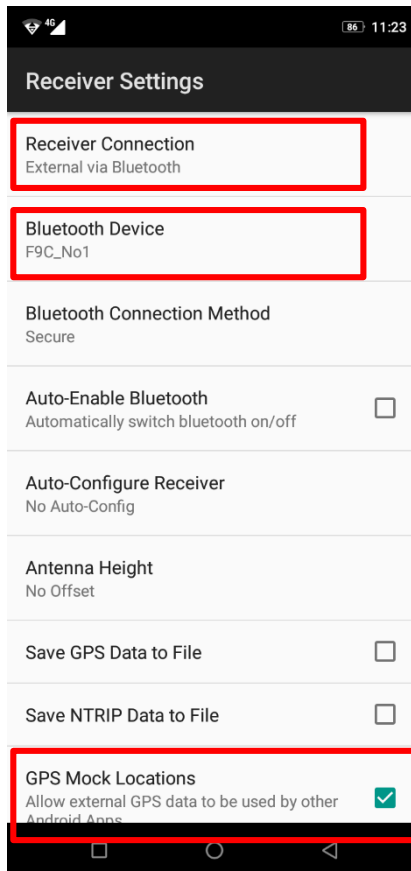 4G 86 11:23
Receiver Settings
Receiver Connection
External via Bluetooth
Bluetooth Device
F9C_No1
Bluetooth Connection Method
Secure
Auto-Enable Bluetooth
Automatically switch bluetooth on/off
Auto-Configure Receiver
No Auto-Config
Antenna Height
No Offset
Save GPS Data to File
Save NTRIP Data to File
GPS Mock Locations
Allow external GPS data to be used by other
Android Apps